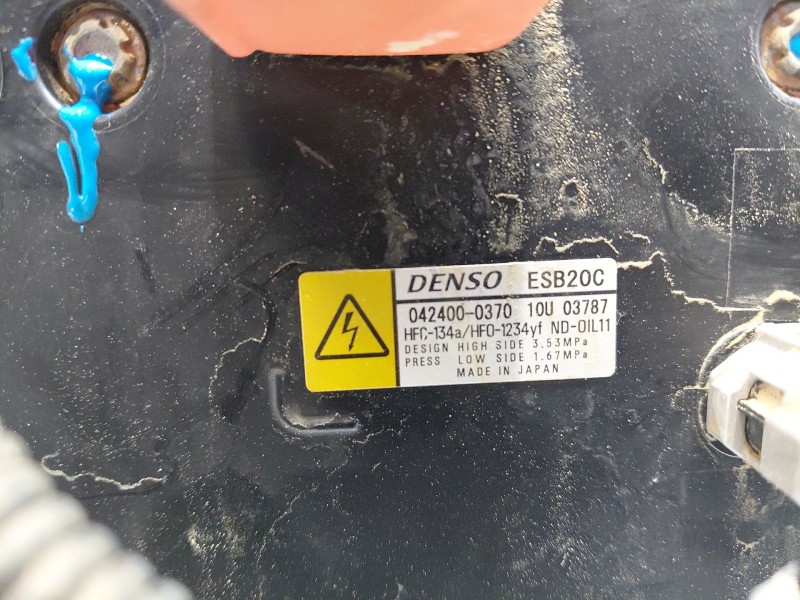 DENSO ESB20C
042400-0370 10U 03787
HFC-134a/HFO-1234yf ND-OIL11
DESIGN HIGH SIDE 3.53MPa
PRESS LOW SIDE 1.67MPa
MADE IN JAPAN